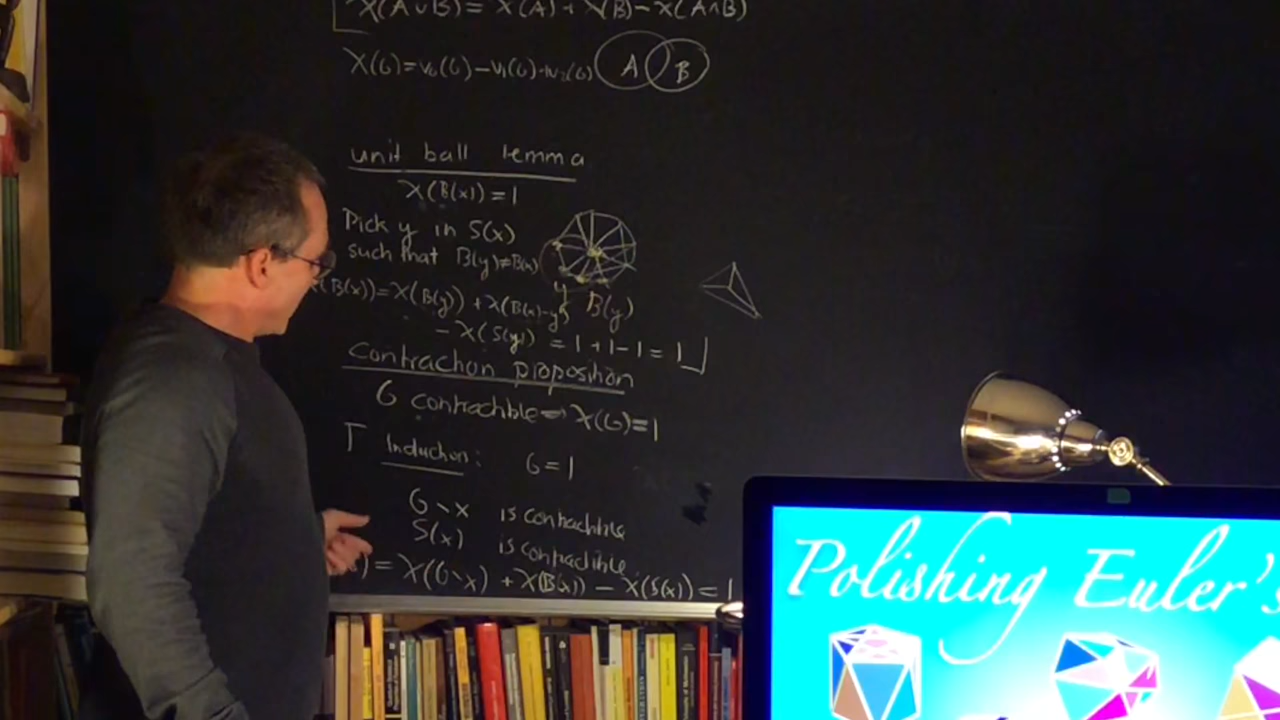 X(A∪B) = X(A) + X(B) − X(A∩B)
X(G)=v₀(G)−v₁(G)+v₂(G)
A B
unit ball lemma
X(B(x)) = 1
Pick y in S(x)
such that B(y)≠B(x)
X(B(x))=X(B(y)) + X(B(x)-y)
y B(y)
− X(S(y)) = 1+1−1 = 1
contraction proposition
G contractible ⇒ X(G)=1
Induction: G=1
G∖x is contractible
S(x) is contractible
) = X(G∖x) + X(B(x)) − X(S(x)) = 1
Polishing Euler's